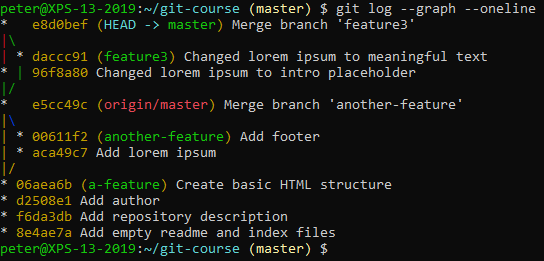 peter@XPS-13-2019:~/git-course (master) $ git log --graph --oneline
*   e8d0bef (HEAD -> master) Merge branch 'feature3'
|\
| * daccc91 (feature3) Changed lorem ipsum to meaningful text
* | 96f8a80 Changed lorem ipsum to intro placeholder
|/
*   e5cc49c (origin/master) Merge branch 'another-feature'
|\
| * 00611f2 (another-feature) Add footer
| * aca49c7 Add lorem ipsum
|/
* 06aea6b (a-feature) Create basic HTML structure
* d2508e1 Add author
* f6da3db Add repository description
* 8e4ae7a Add empty readme and index files
peter@XPS-13-2019:~/git-course (master) $